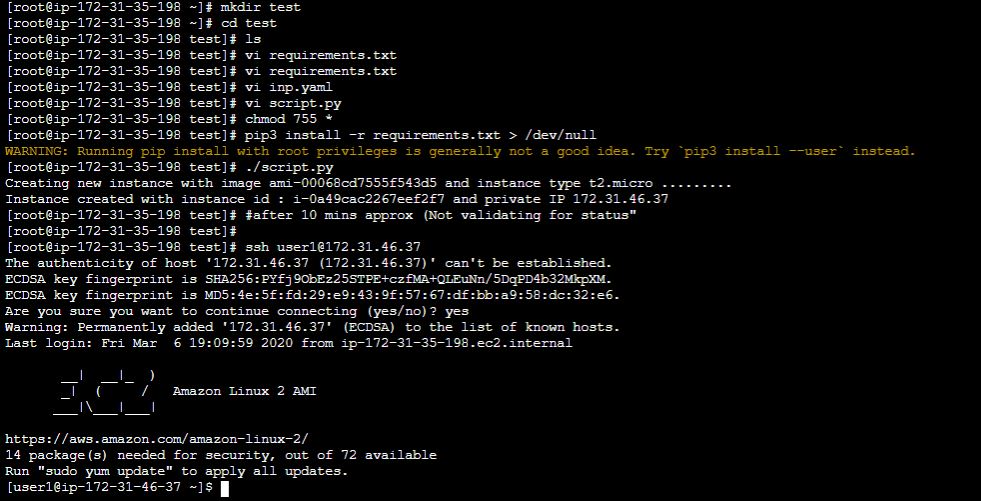 [root@ip-172-31-35-198 ~]# mkdir test
[root@ip-172-31-35-198 ~]# cd test
[root@ip-172-31-35-198 test]# ls
[root@ip-172-31-35-198 test]# vi requirements.txt
[root@ip-172-31-35-198 test]# vi requirements.txt
[root@ip-172-31-35-198 test]# vi inp.yaml
[root@ip-172-31-35-198 test]# vi script.py
[root@ip-172-31-35-198 test]# chmod 755 *
[root@ip-172-31-35-198 test]# pip3 install -r requirements.txt > /dev/null
WARNING: Running pip install with root privileges is generally not a good idea. Try `pip3 install --user` instead.
[root@ip-172-31-35-198 test]# ./script.py
Creating new instance with image ami-00068cd7555f543d5 and instance type t2.micro .........
Instance created with instance id : i-0a49cac2267eef2f7 and private IP 172.31.46.37
[root@ip-172-31-35-198 test]# #after 10 mins approx (Not validating for status"
[root@ip-172-31-35-198 test]#
[root@ip-172-31-35-198 test]# ssh user1@172.31.46.37
The authenticity of host '172.31.46.37 (172.31.46.37)' can't be established.
ECDSA key fingerprint is SHA256:PYfj9ObEz25STPE+czfMA+QLEuNn/5DqPD4b32MkpXM.
ECDSA key fingerprint is MD5:4e:5f:fd:29:e9:43:9f:57:67:df:bb:a9:58:dc:32:e6.
Are you sure you want to continue connecting (yes/no)? yes
Warning: Permanently added '172.31.46.37' (ECDSA) to the list of known hosts.
Last login: Fri Mar  6 19:09:59 2020 from ip-172-31-35-198.ec2.internal

       __|  __|_  )
       _|  (     /   Amazon Linux 2 AMI
      ___|\___|___|

https://aws.amazon.com/amazon-linux-2/
14 package(s) needed for security, out of 72 available
Run "sudo yum update" to apply all updates.
[user1@ip-172-31-46-37 ~]$